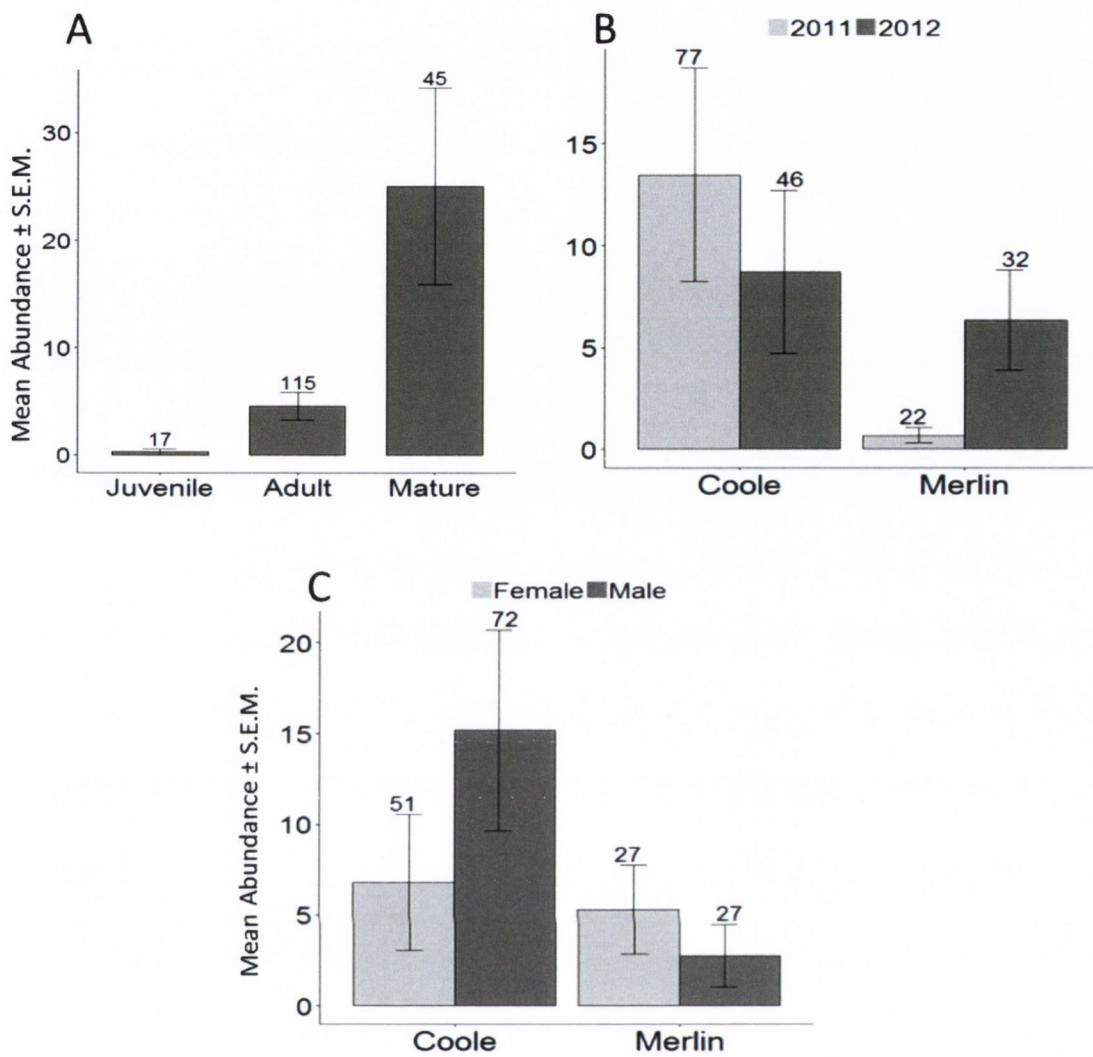 A
Mean Abundance ± S.E.M.
30
20
10
0
17
115
45
Juvenile Adult Mature
B
2011 2012
15
10
5
0
77
46
22
32
Coole Merlin
C
Female Male
Mean Abundance ± S.E.M.
20
15
10
5
0
51
72
27
27
Coole Merlin